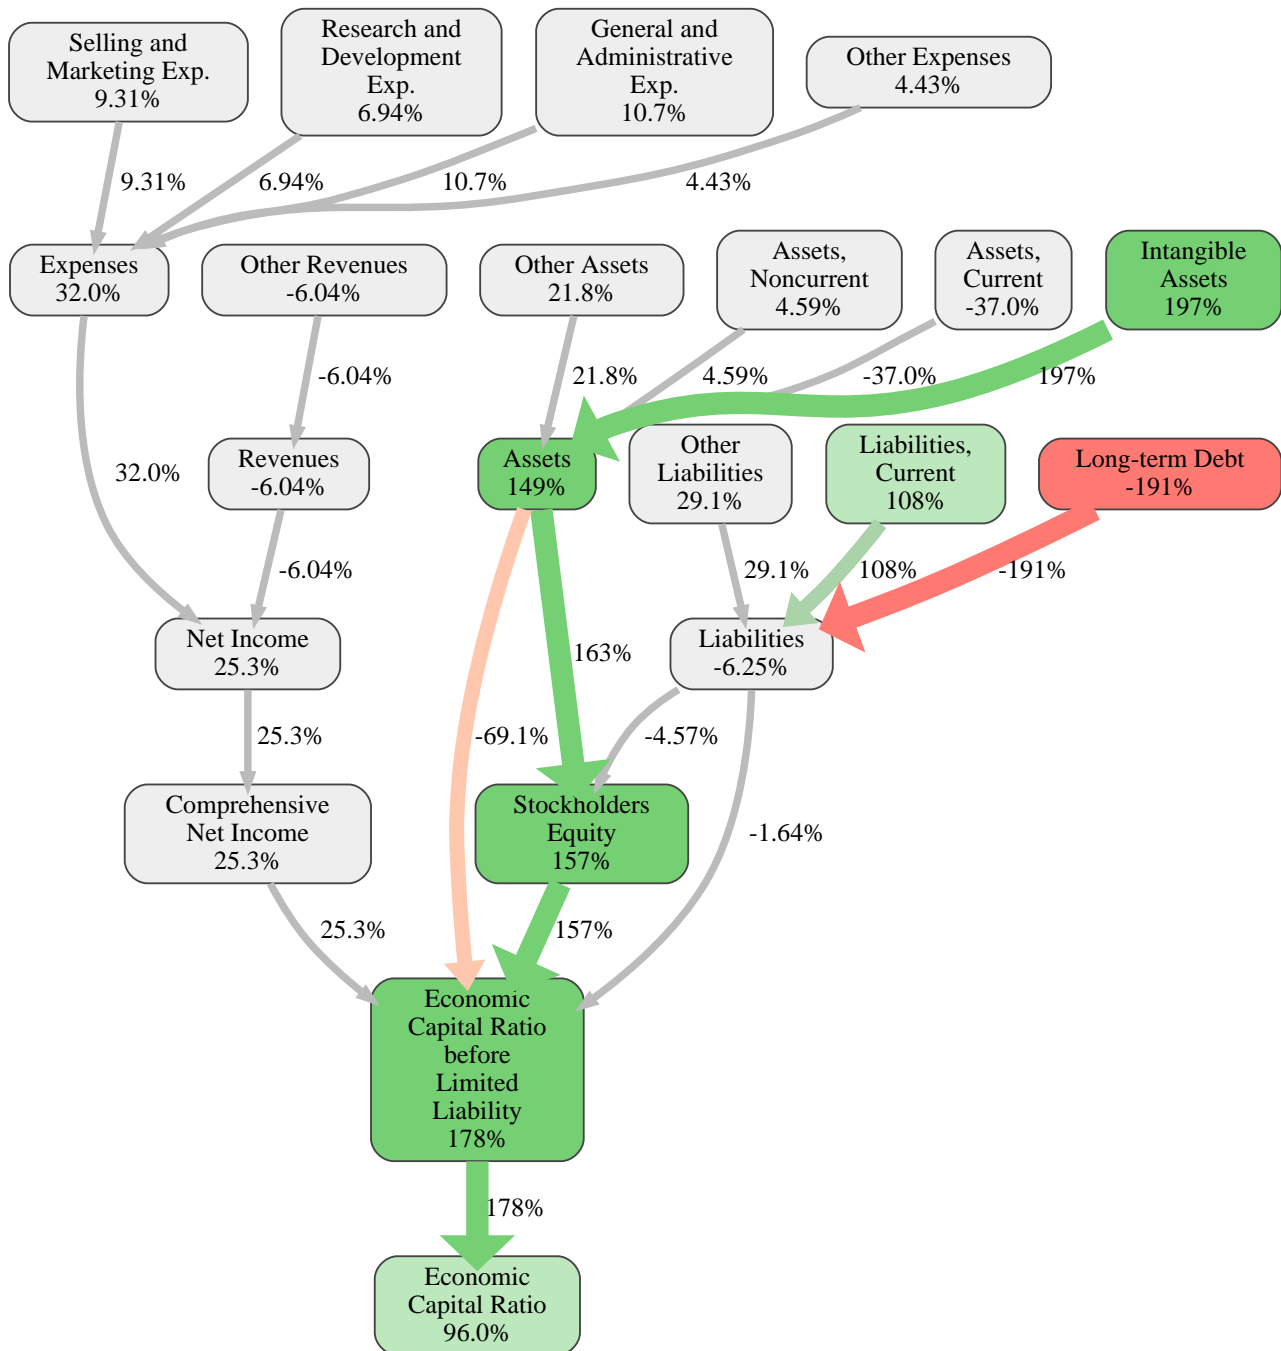 Selling and
Marketing Exp.
9.31%
Research and
Development
Exp.
6.94%
General and
Administrative
Exp.
10.7%
Other Expenses
4.43%
9.31%
6.94%
10.7%
4.43%
Expenses
32.0%
Other Revenues
-6.04%
Other Assets
21.8%
Assets,
Noncurrent
4.59%
Assets,
Current
-37.0%
Intangible
Assets
197%
-6.04%
21.8%
4.59%
-37.0%
197%
32.0%
Revenues
-6.04%
Assets
149%
Other
Liabilities
29.1%
Liabilities,
Current
108%
Long-term Debt
-191%
-6.04%
29.1%
108%
-191%
Net Income
25.3%
163%
Liabilities
-6.25%
25.3%
-69.1%
-4.57%
Comprehensive
Net Income
25.3%
Stockholders
Equity
157%
-1.64%
25.3%
157%
Economic
Capital Ratio
before
Limited
Liability
178%
178%
Economic
Capital Ratio
96.0%